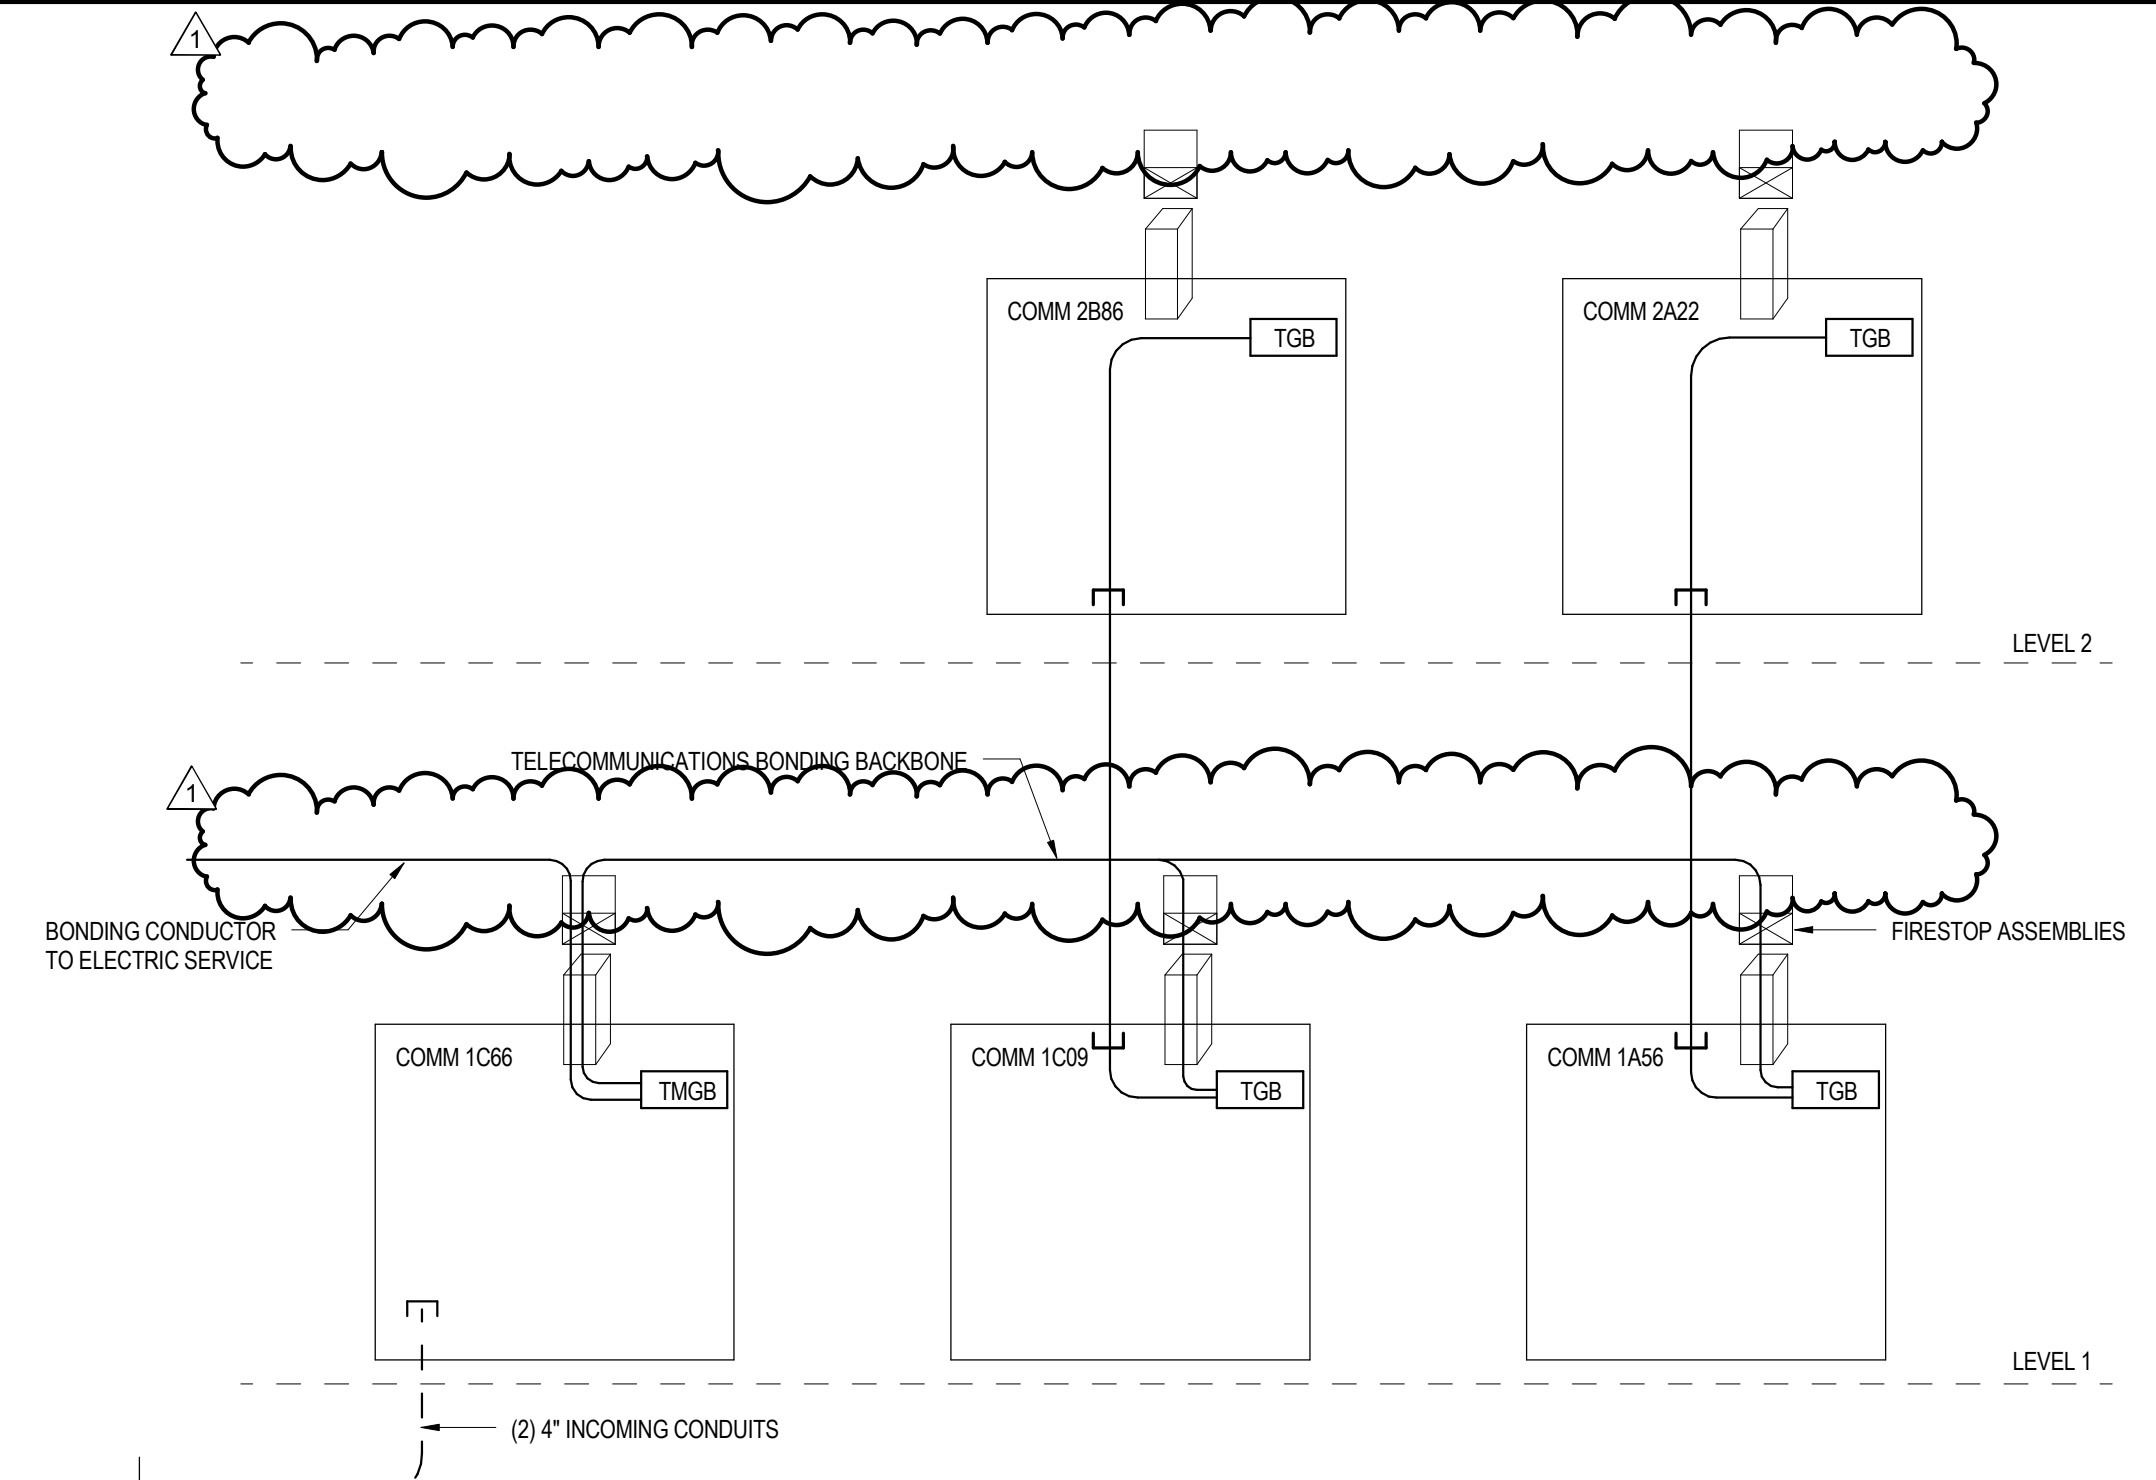 1
COMM 2B86
TGB
COMM 2A22
TGB
LEVEL 2
TELECOMMUNICATIONS BONDING BACKBONE
1
BONDING CONDUCTOR
TO ELECTRIC SERVICE
FIRESTOP ASSEMBLIES
COMM 1C66
TMGB
COMM 1C09
TGB
COMM 1A56
TGB
LEVEL 1
(2) 4" INCOMING CONDUITS